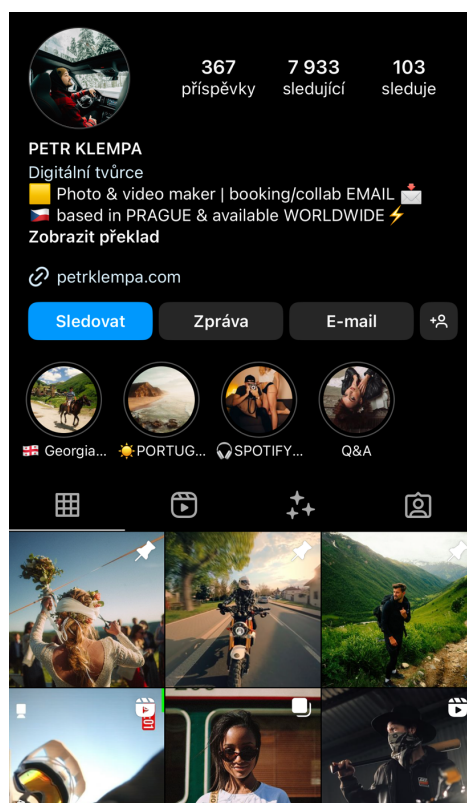 367 7 933 103
příspěvky sledující sleduje
PETR KLEMPA
Digitální tvůrce
🟨 Photo & video maker | booking/collab EMAIL 📩
🇨🇿 based in PRAGUE & available WORLDWIDE⚡
Zobrazit překlad
petrklempa.com
Sledovat Zpráva E-mail
🇬🇪 Georgia... ☀️PORTUG... 🎧SPOTIFY... Q&A